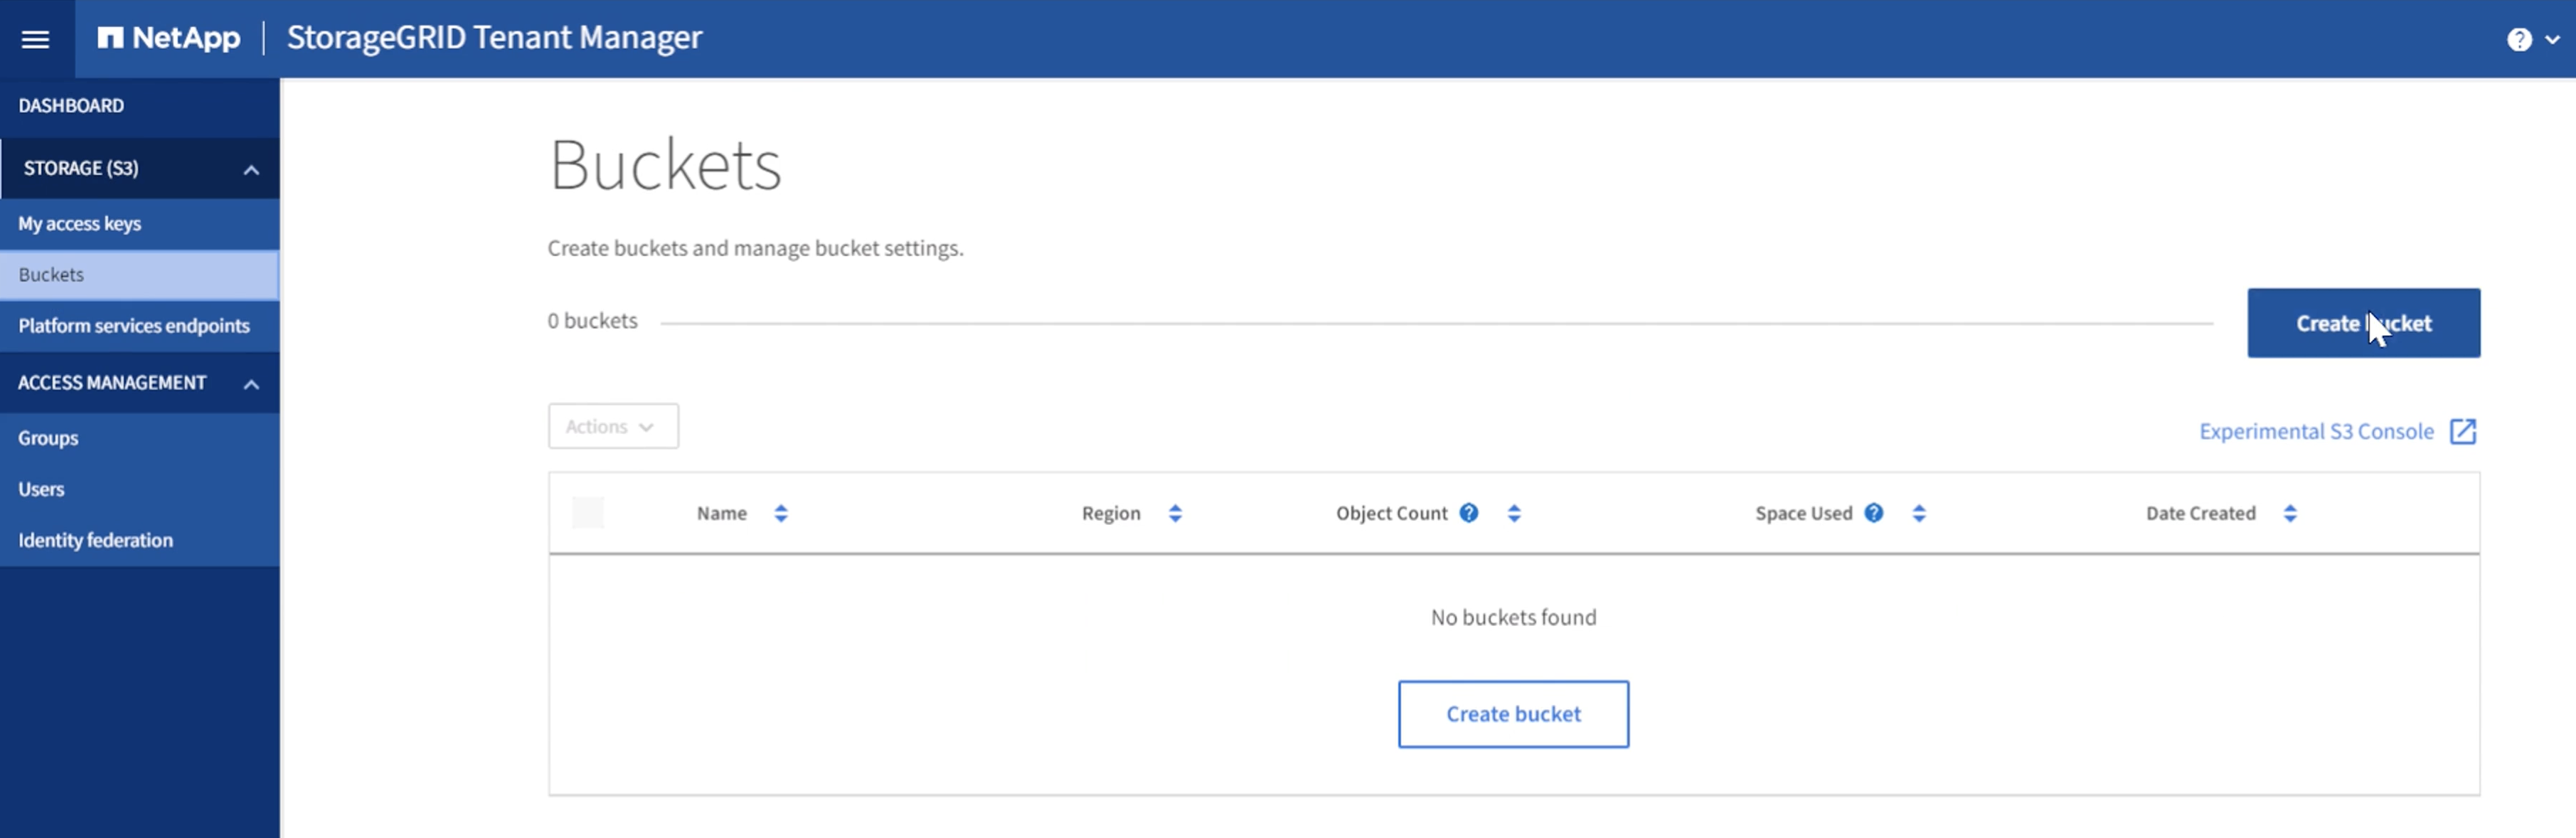 NetApp | StorageGRID Tenant Manager
?
DASHBOARD
STORAGE (S3)
My access keys
Buckets
Platform services endpoints
ACCESS MANAGEMENT
Groups
Users
Identity federation
Buckets
Create buckets and manage bucket settings.
0 buckets
Create bucket
Actions
Experimental S3 Console
Name Region Object Count ? Space Used ? Date Created
No buckets found
Create bucket